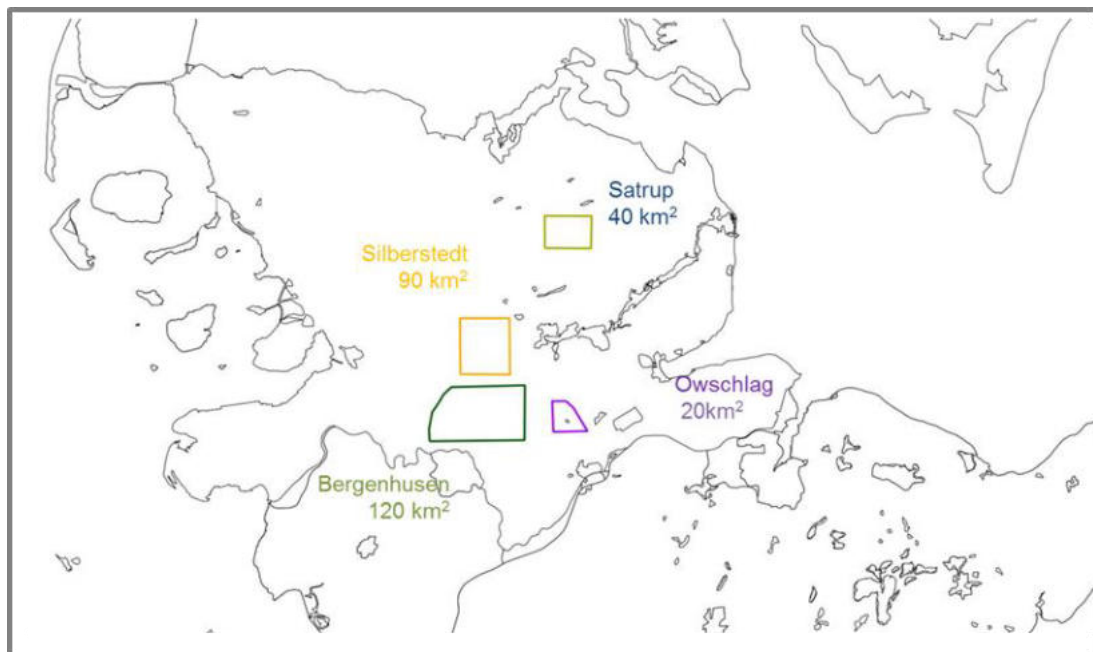 Satrup
40 km²
Silberstedt
90 km²
Owschlag
20km²
Bergenhusen
120 km²